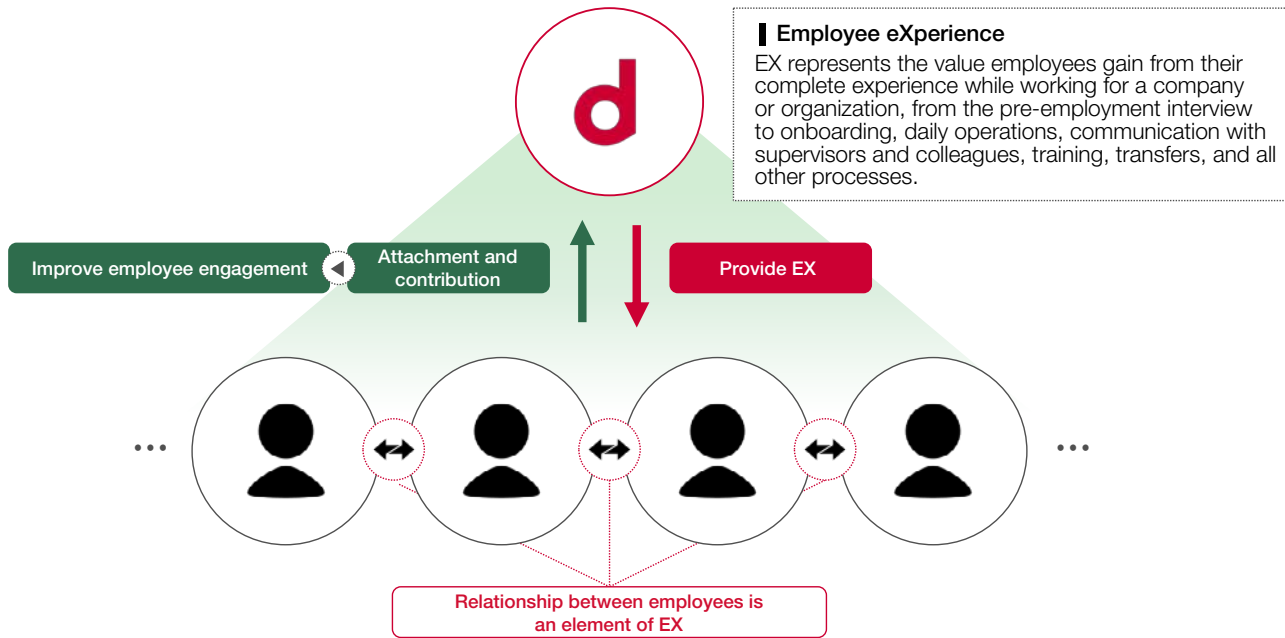 d
Employee eXperience
EX represents the value employees gain from their
complete experience while working for a company
or organization, from the pre-employment interview
to onboarding, daily operations, communication with
supervisors and colleagues, training, transfers, and all
other processes.
Improve employee engagement
Attachment and
contribution
Provide EX
...
...
Relationship between employees is
an element of EX